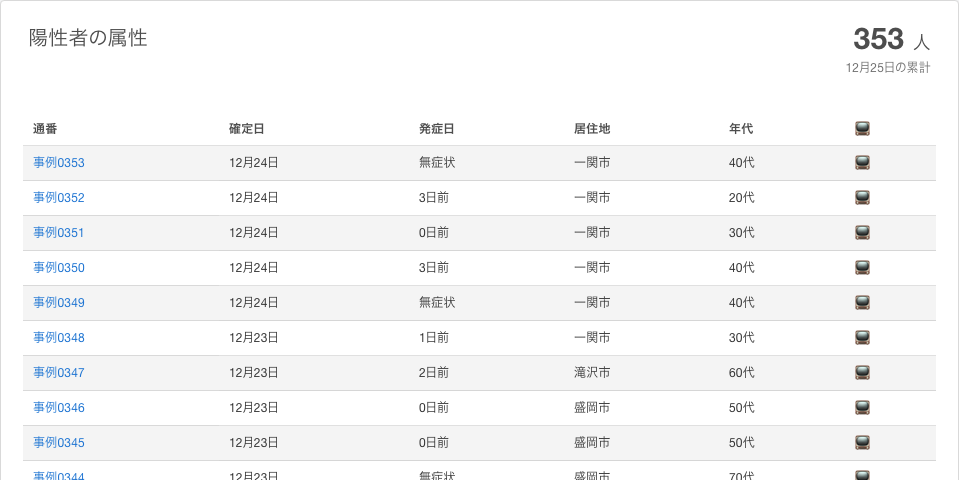 陽性者の属性
353 人
12月25日の累計
通番 確定日 発症日 居住地 年代
事例0353 12月24日 無症状 一関市 40代
事例0352 12月24日 3日前 一関市 20代
事例0351 12月24日 0日前 一関市 30代
事例0350 12月24日 3日前 一関市 40代
事例0349 12月24日 無症状 一関市 40代
事例0348 12月23日 1日前 一関市 30代
事例0347 12月23日 2日前 滝沢市 60代
事例0346 12月23日 0日前 盛岡市 50代
事例0345 12月23日 0日前 盛岡市 50代
事例0344 12月23日 無症状 盛岡市 70代